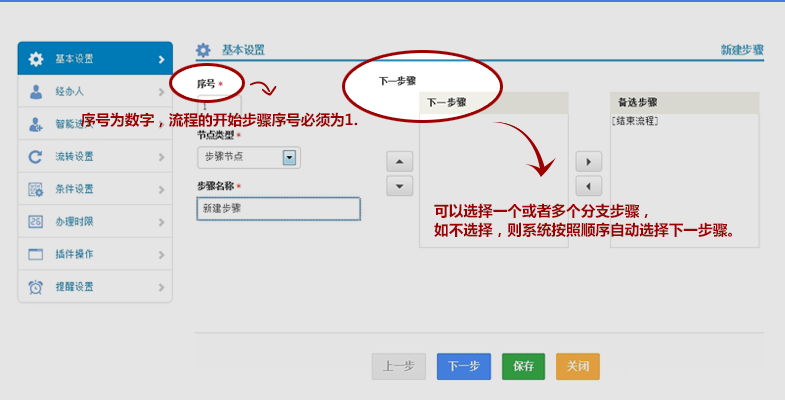 基本设置
经办人
智能选人
流转设置
条件设置
办理时限
插件操作
提醒设置
基本设置
新建步骤
序号*
1
序号为数字，流程的开始步骤序号必须为1.
节点类型*
步骤节点
步骤名称*
新建步骤
下一步骤
下一步骤
备选步骤
[结束流程]
可以选择一个或者多个分支步骤，
如不选择，则系统按照顺序自动选择下一步骤。
上一步
下一步
保存
关闭